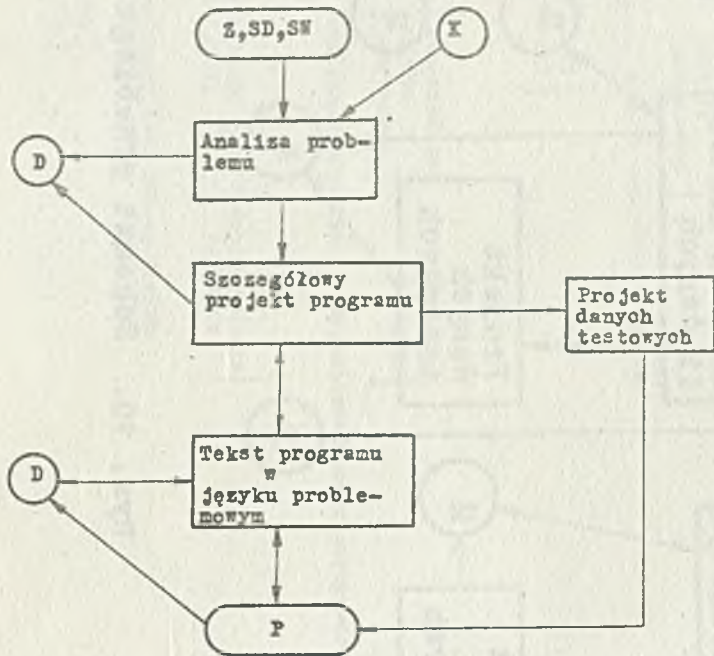 Z,SD,SN
K
Analiza prob-
lemu
D
Szczegółowy
projekt programu
Projekt
danych
testowych
Tekst programu
w
języku proble-
mowym
D
P